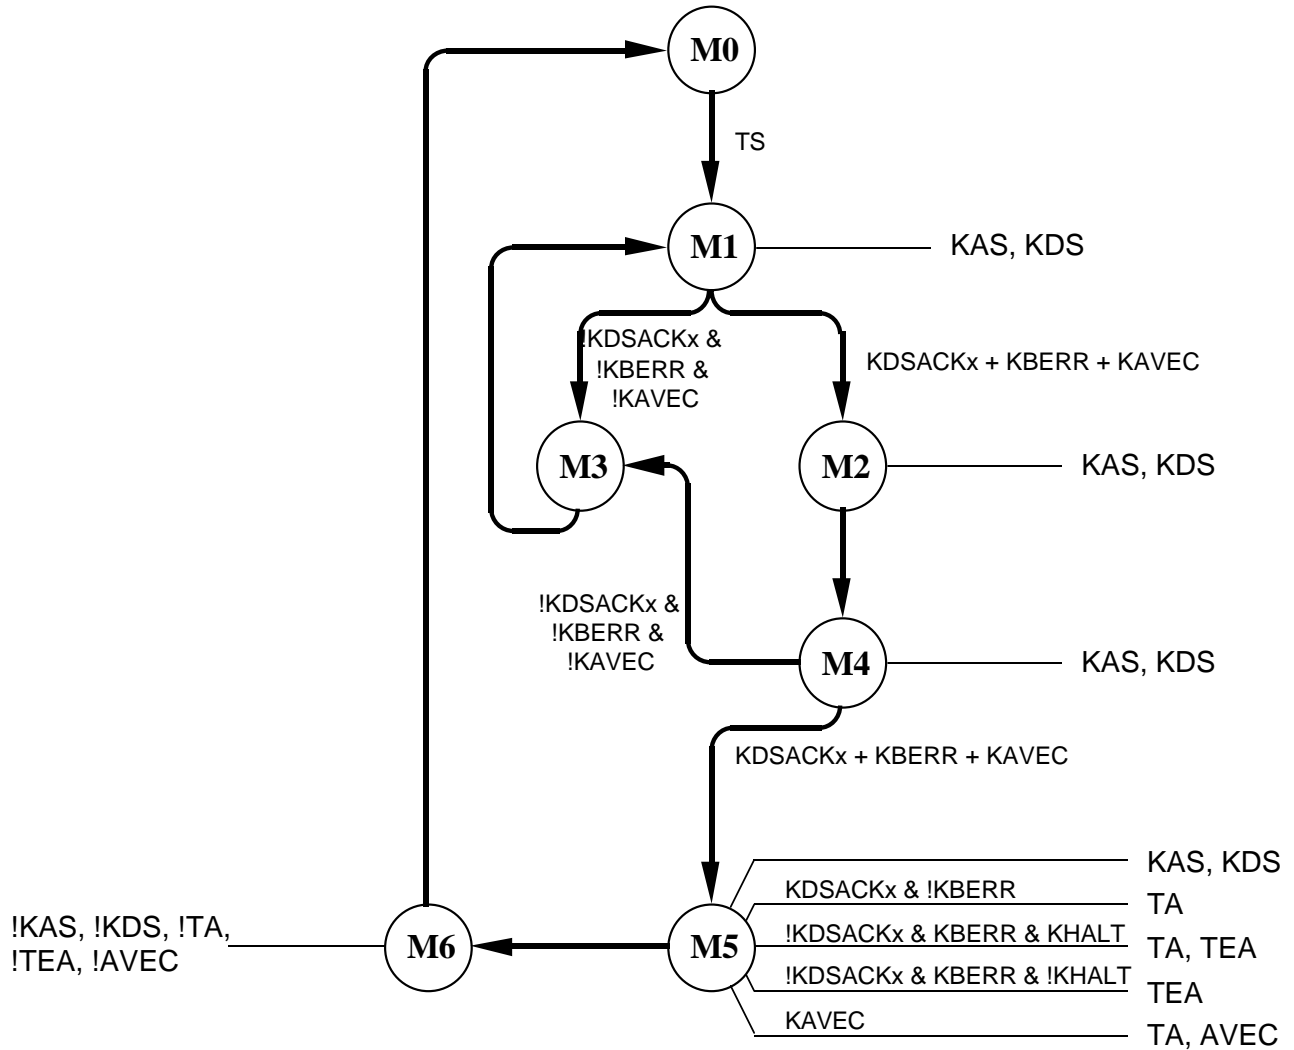 M0
TS
M1
KAS, KDS
!KDSACKx &
!KBERR &
!KAVEC
KDSACKx + KBERR + KAVEC
M3
M2
KAS, KDS
!KDSACKx &
!KBERR &
!KAVEC
M4
KAS, KDS
KDSACKx + KBERR + KAVEC
KAS, KDS
KDSACKx & !KBERR
TA
!KAS, !KDS, !TA,
!TEA, !AVEC
M6
M5
!KDSACKx & KBERR & KHALT
TA, TEA
!KDSACKx & KBERR & !KHALT
TEA
KAVEC
TA, AVEC